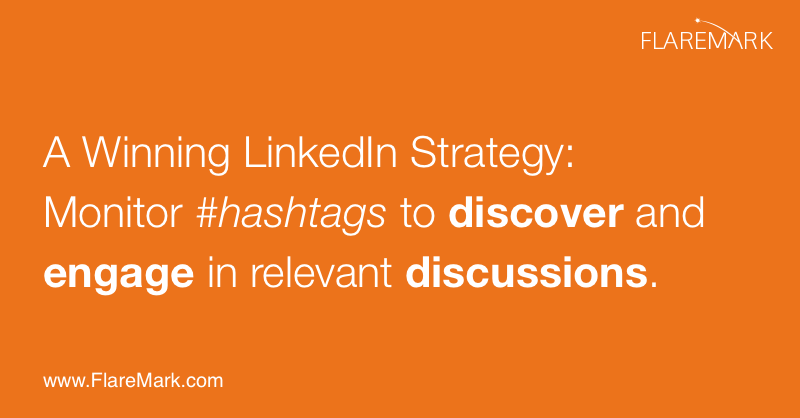 FLAREMARK
A Winning LinkedIn Strategy:
Monitor #hashtags to discover and
engage in relevant discussions.
www.FlareMark.com